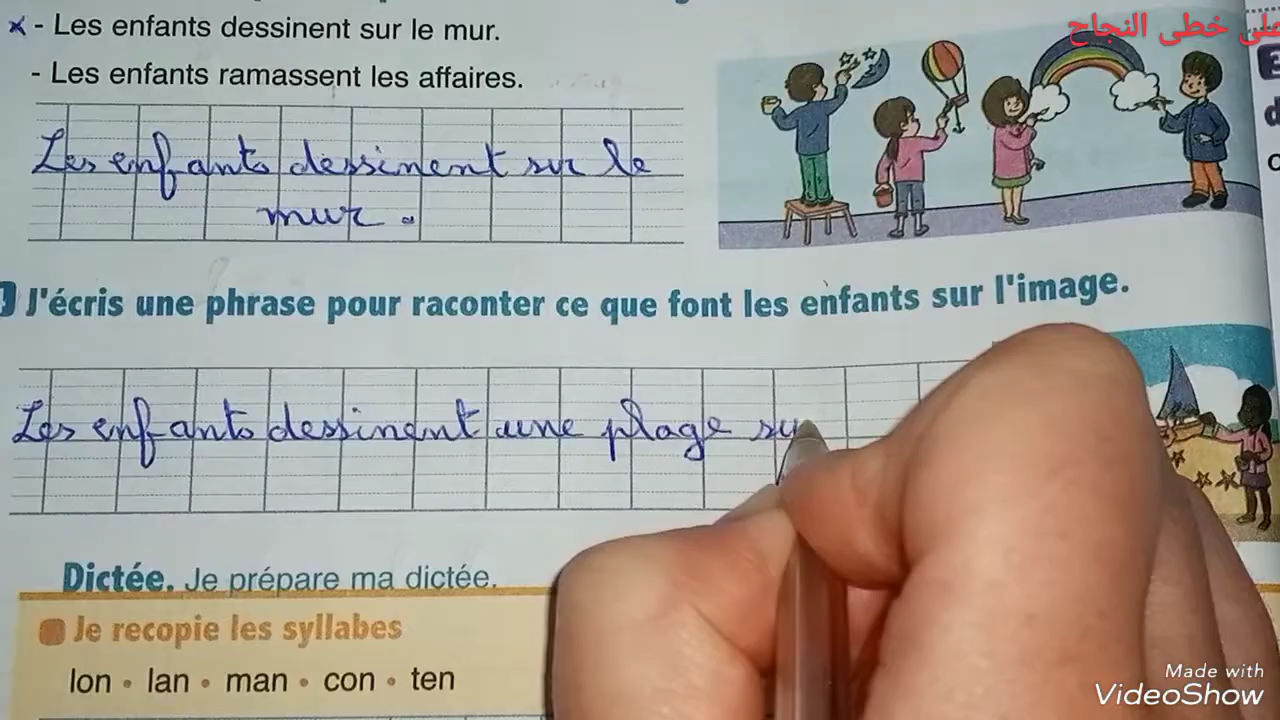 على خطى النجاح
x - Les enfants dessinent sur le mur.
- Les enfants ramassent les affaires.
Les enfants dessinent sur le
mur.
J'écris une phrase pour raconter ce que font les enfants sur l'image.
Les enfants dessinent une plage su
Dictée. Je prépare ma dictée.
Je recopie les syllabes
lon • lan • man • con • ten
Made with
VideoShow